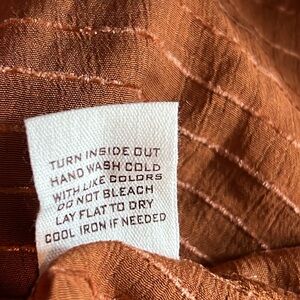 TURN INSIDE OUT
HAND WASH COLD
WITH LIKE COLORS
DO NOT BLEACH
LAY FLAT TO DRY
COOL IRON IF NEEDED